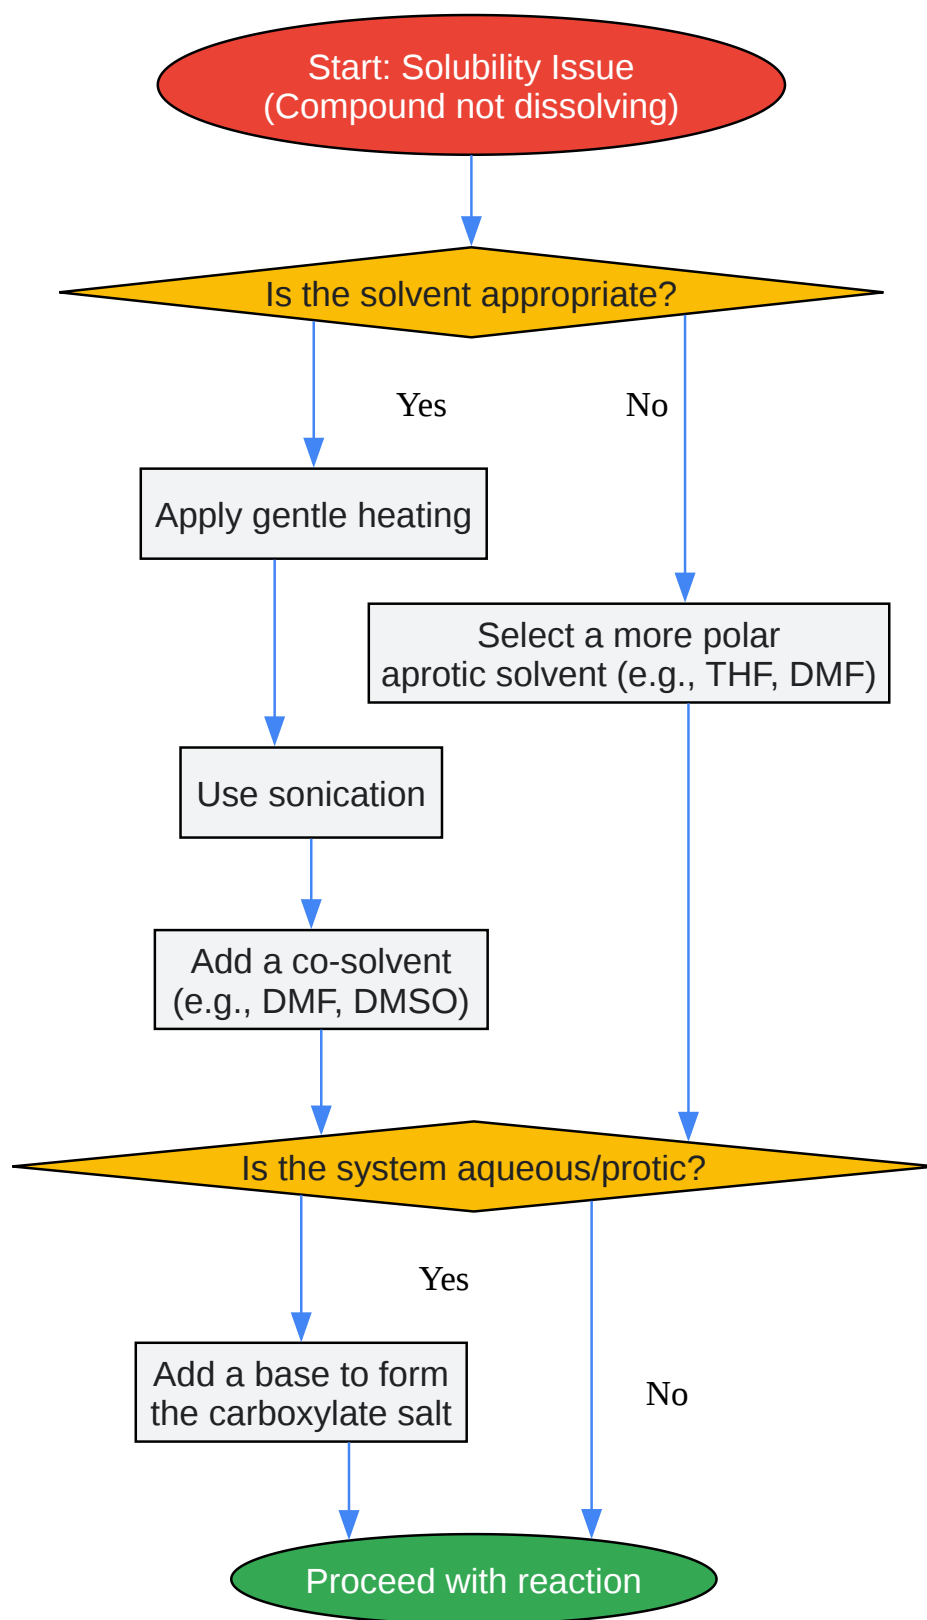 Start: Solubility Issue
(Compound not dissolving)
Is the solvent appropriate?
Yes
No
Apply gentle heating
Select a more polar
aprotic solvent (e.g., THF, DMF)
Use sonication
Add a co-solvent
(e.g., DMF, DMSO)
Is the system aqueous/protic?
Yes
Add a base to form
the carboxylate salt
No
Proceed with reaction